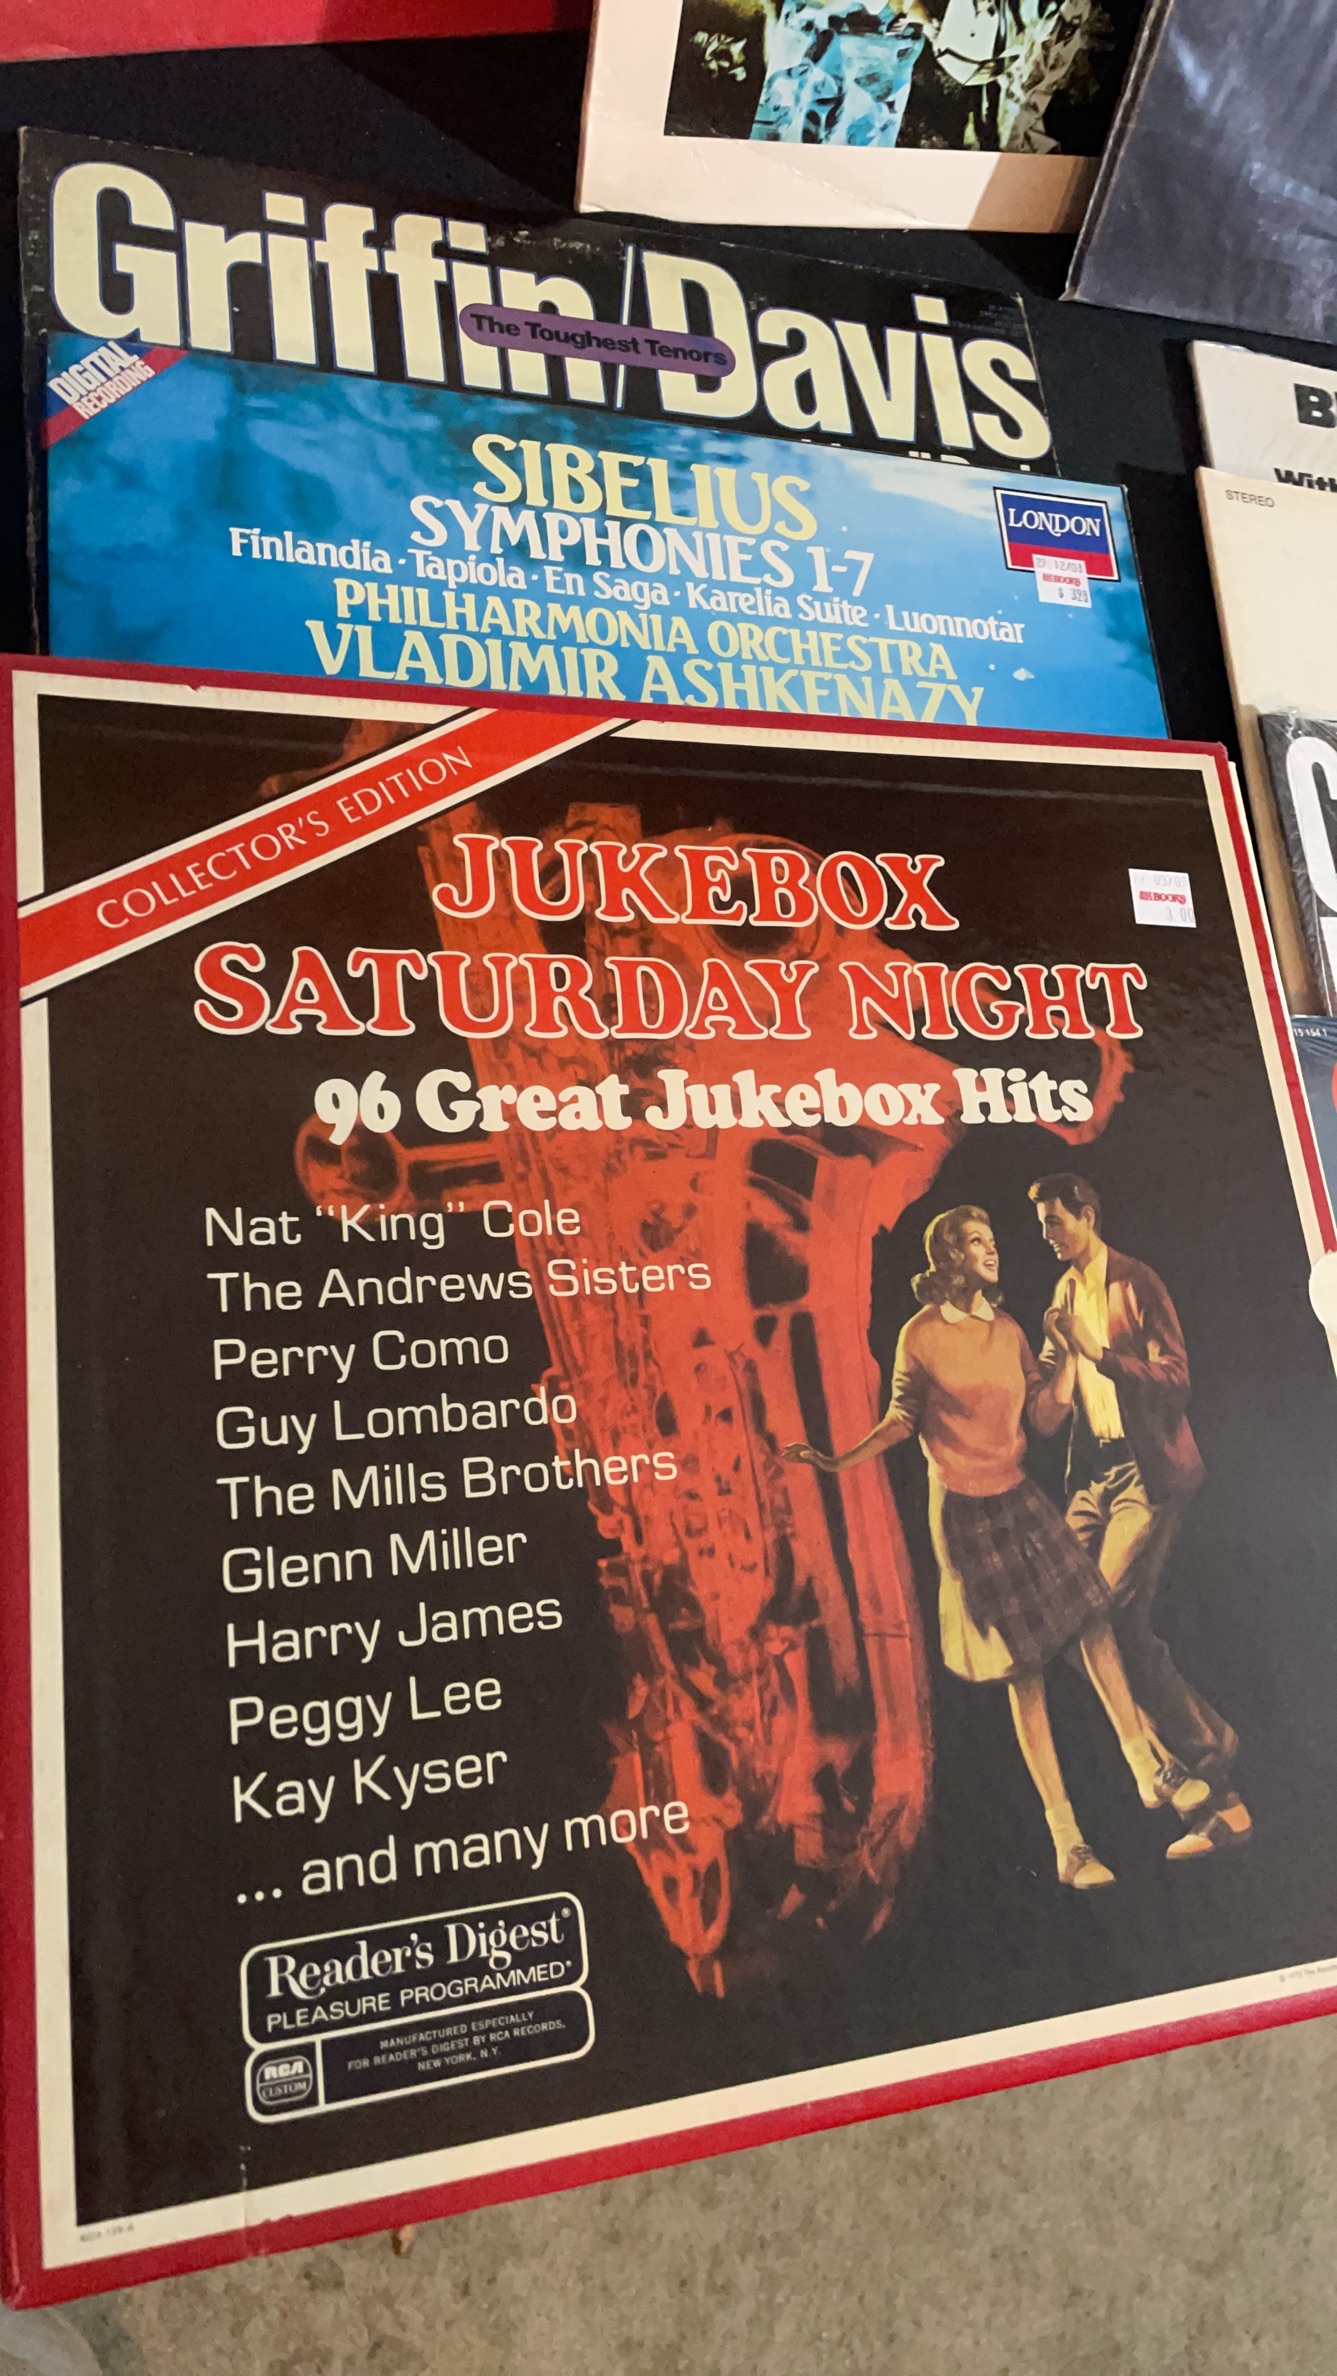 Griffin/Davis
The Toughest Tenors
DIGITAL
RECORDING
SIBELIUS
SYMPHONIES 1-7
Finlandia · Tapiola · En Saga · Karelia Suite · Luonnotar
PHILHARMONIA ORCHESTRA
VLADIMIR ASHKENAZY
LONDON
BOOKS
$ 398
STEREO
COLLECTOR'S EDITION
JUKEBOX
SATURDAY NIGHT
BOOKS
96 Great Jukebox Hits
Nat "King" Cole
The Andrews Sisters
Perry Como
Guy Lombardo
The Mills Brothers
Glenn Miller
Harry James
Peggy Lee
Kay Kyser
... and many more
Reader's Digest®
PLEASURE PROGRAMMED®
RCA
CUSTOM
MANUFACTURED ESPECIALLY
FOR READER'S DIGEST BY RCA RECORDS,
NEW YORK, N.Y.